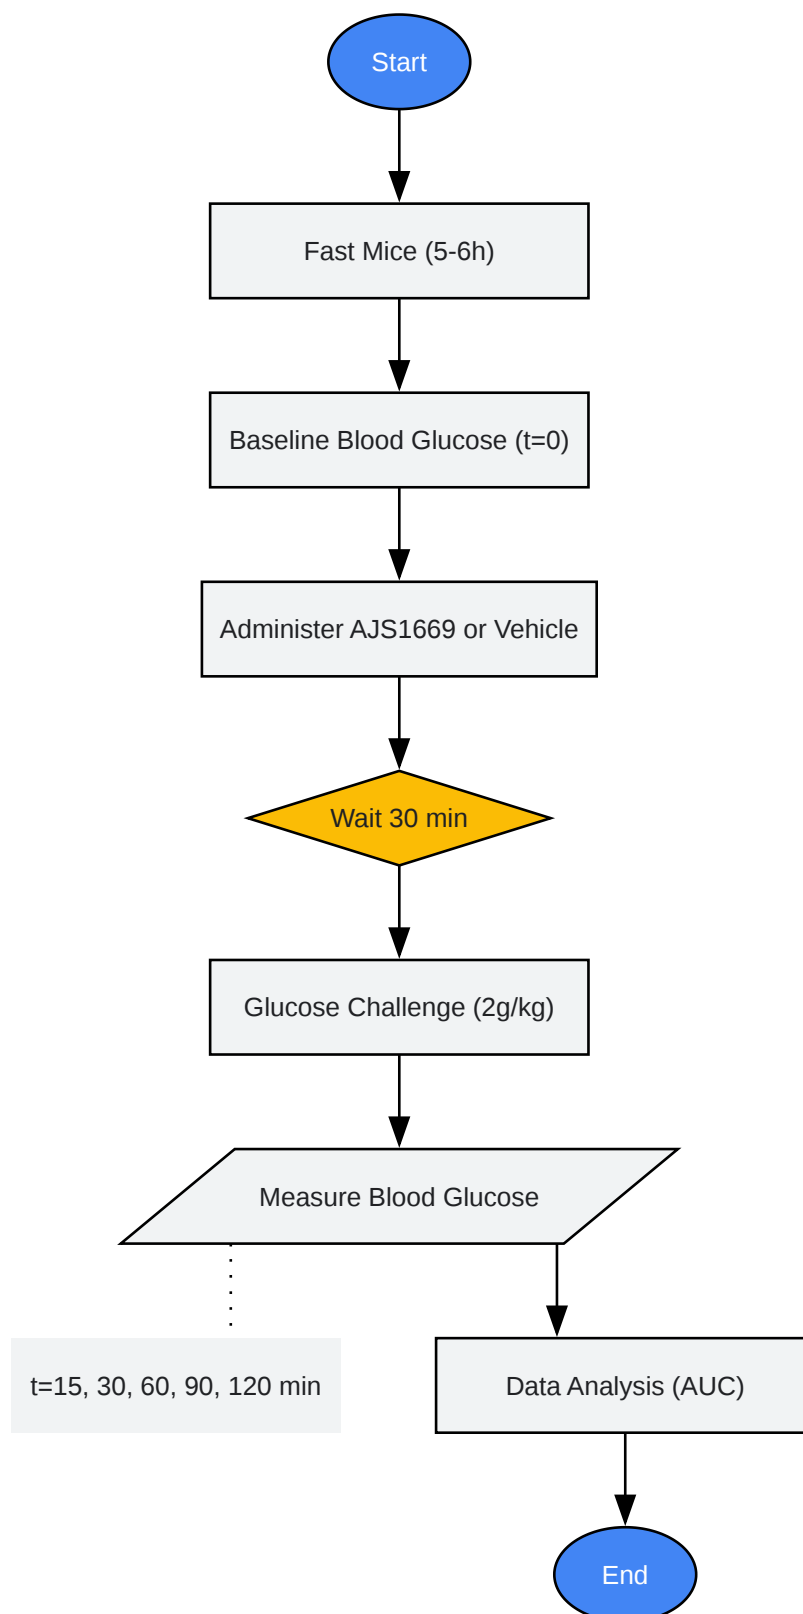 Start
Fast Mice (5-6h)
Baseline Blood Glucose (t=0)
Administer AJS1669 or Vehicle
Wait 30 min
Glucose Challenge (2g/kg)
Measure Blood Glucose
t=15, 30, 60, 90, 120 min
Data Analysis (AUC)
End